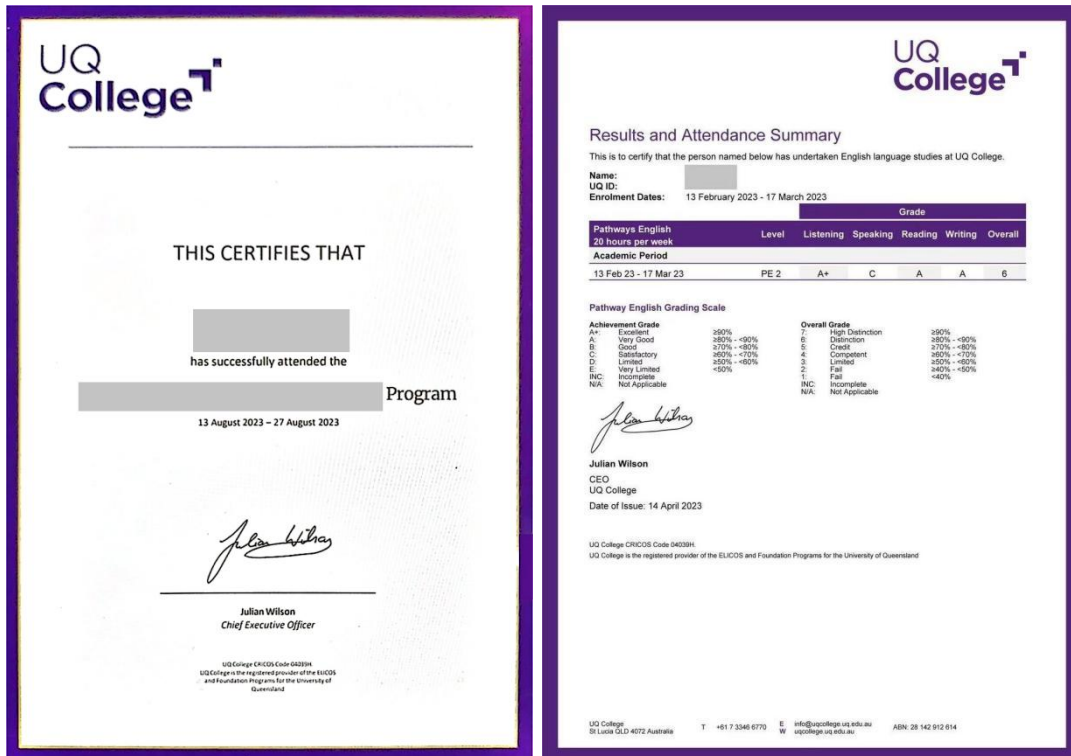 UQ
College
THIS CERTIFIES THAT
has successfully attended the
Program
13 August 2023 – 27 August 2023
Julian Wilson
Julian Wilson
Chief Executive Officer
UQ College CRICOS Code 04039H.
UQ College is the registered provider of the ELICOS
and Foundation Programs for the University of
Queensland
UQ
College
Results and Attendance Summary
This is to certify that the person named below has undertaken English language studies at UQ College.
Name:
UQ ID:
Enrolment Dates: 13 February 2023 - 17 March 2023
Grade
Pathways English
20 hours per week Level Listening Speaking Reading Writing Overall
Academic Period
13 Feb 23 - 17 Mar 23 PE 2 A+ C A A 6
Pathway English Grading Scale
Achievement Grade
A+: Excellent ≥90%
A: Very Good ≥80% - <90%
B: Good ≥70% - <80%
C: Satisfactory ≥60% - <70%
D: Limited ≥50% - <60%
E: Very Limited <50%
INC: Incomplete
N/A: Not Applicable
Overall Grade
7: High Distinction ≥90%
6: Distinction ≥80% - <90%
5: Credit ≥70% - <80%
4: Competent ≥60% - <70%
3: Limited ≥50% - <60%
2: Fail ≥40% - <50%
1: Fail <40%
INC: Incomplete
N/A: Not Applicable
Julian Wilson
Julian Wilson
CEO
UQ College
Date of Issue: 14 April 2023
UQ College CRICOS Code 04039H.
UQ College is the registered provider of the ELICOS and Foundation Programs for the University of Queensland
UQ College
St Lucia QLD 4072 Australia
T +61 7 3346 6770
E info@uqcollege.uq.edu.au
W uqcollege.uq.edu.au
ABN: 28 142 912 614